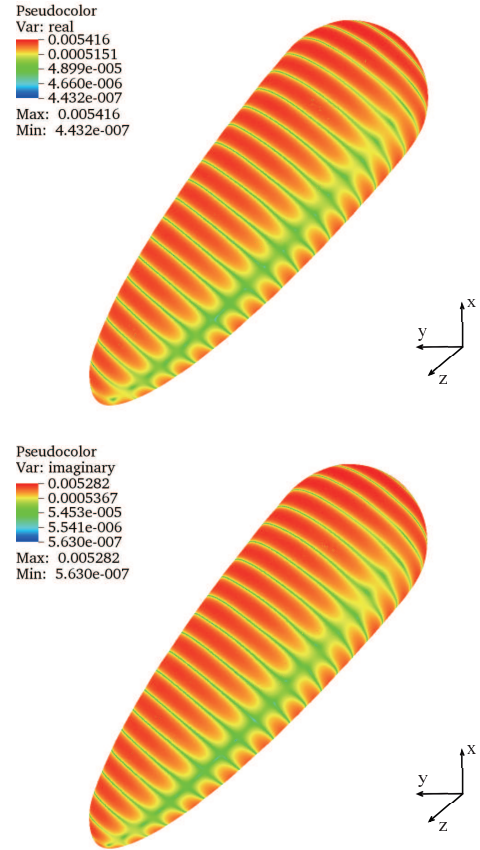 Pseudocolor
Var: real
0.005416
0.0005151
4.899e-005
4.660e-006
4.432e-007
Max: 0.005416
Min: 4.432e-007
x
y
z
Pseudocolor
Var: imaginary
0.005282
0.0005367
5.453e-005
5.541e-006
5.630e-007
Max: 0.005282
Min: 5.630e-007
x
y
z